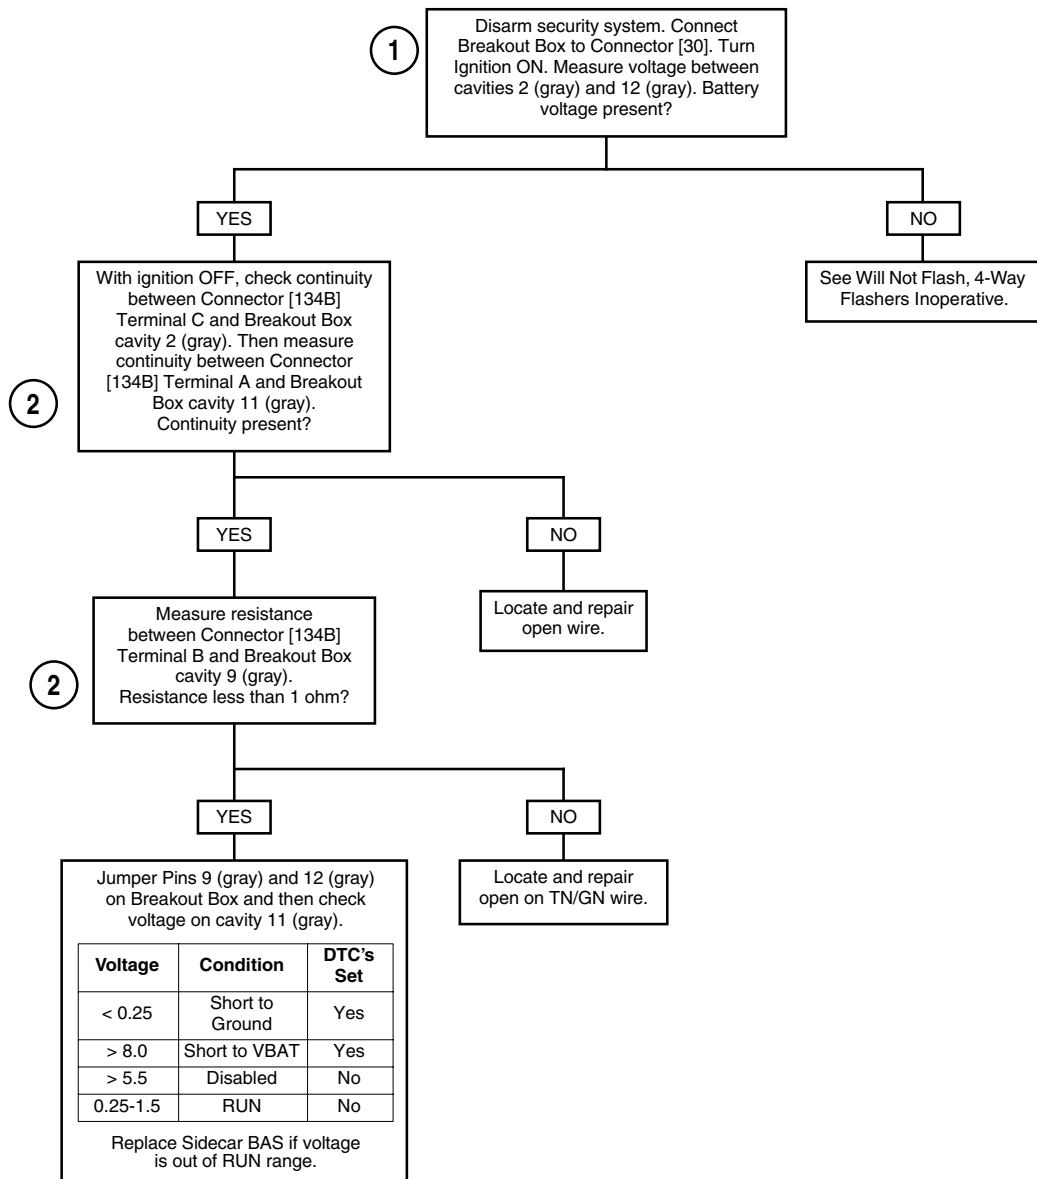 1
Disarm security system. Connect
Breakout Box to Connector [30]. Turn
Ignition ON. Measure voltage between
cavities 2 (gray) and 12 (gray). Battery
voltage present?
YES
NO
With ignition OFF, check continuity
between Connector [134B]
Terminal C and Breakout Box
cavity 2 (gray). Then measure
continuity between Connector
[134B] Terminal A and Breakout
Box cavity 11 (gray).
Continuity present?
See Will Not Flash, 4-Way
Flashers Inoperative.
2
YES
NO
Measure resistance
between Connector [134B]
Terminal B and Breakout Box
cavity 9 (gray).
Resistance less than 1 ohm?
Locate and repair
open wire.
2
YES
NO
Jumper Pins 9 (gray) and 12 (gray)
on Breakout Box and then check
voltage on cavity 11 (gray).
Locate and repair
open on TN/GN wire.
Voltage Condition DTC's Set
< 0.25 Short to Ground Yes
> 8.0 Short to VBAT Yes
> 5.5 Disabled No
0.25-1.5 RUN No
Replace Sidecar BAS if voltage
is out of RUN range.